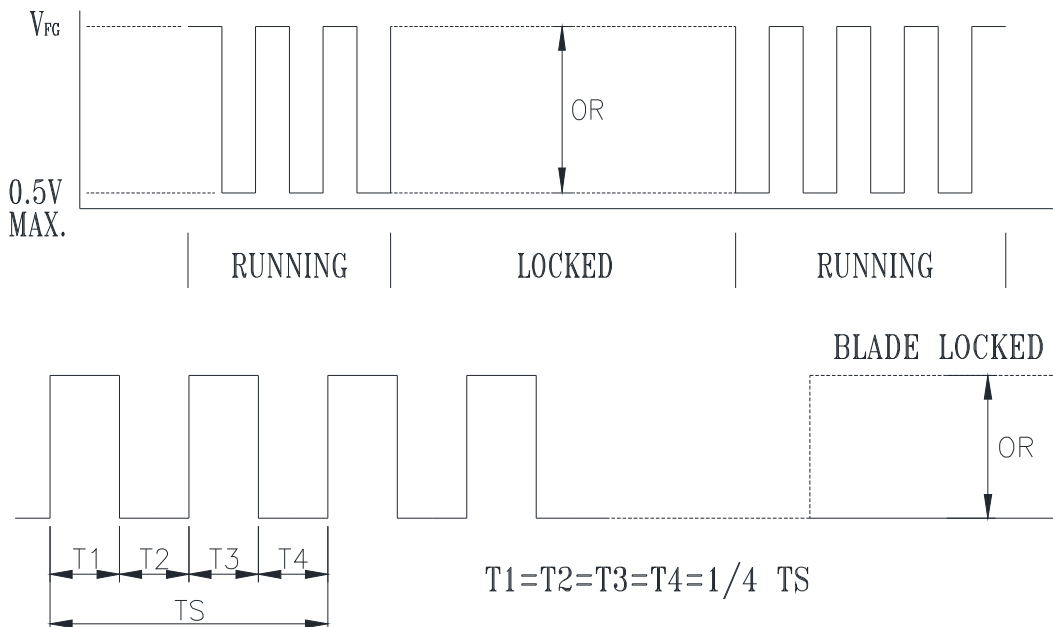 VFG
OR
0.5V
MAX.
RUNNING
LOCKED
RUNNING
BLADE LOCKED
OR
T1
T2
T3
T4
T1=T2=T3=T4=1/4 TS
TS